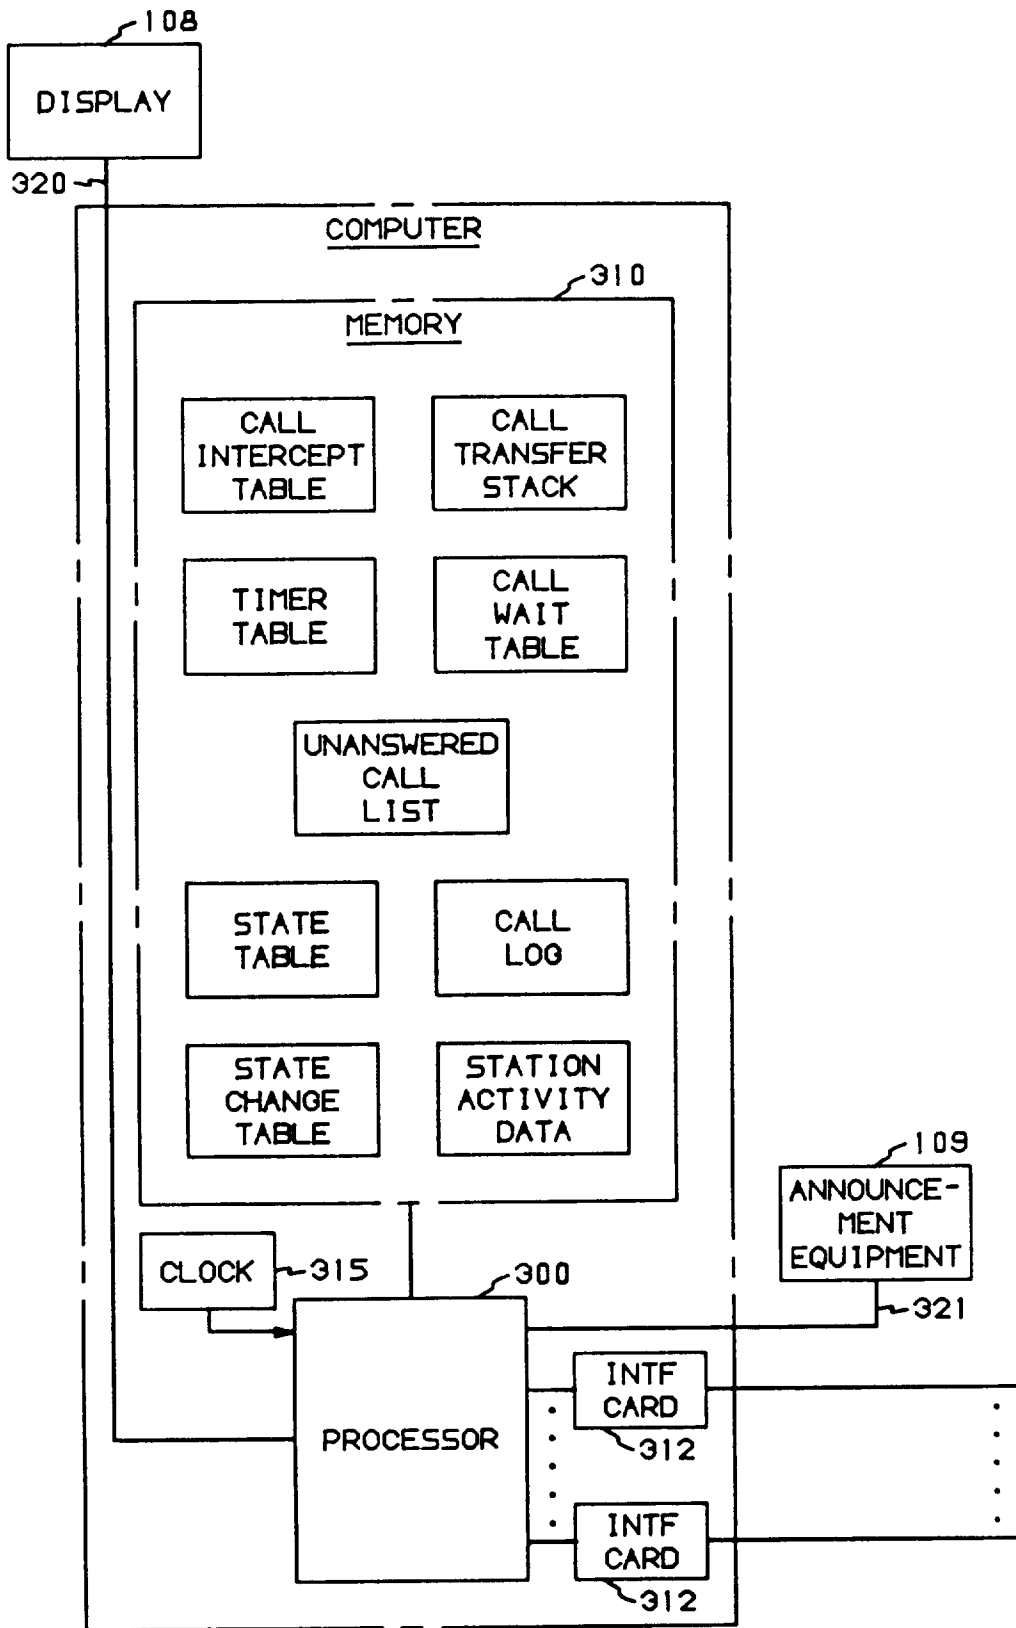 108
DISPLAY
320
COMPUTER
310
MEMORY
CALL
INTERCEPT
TABLE
CALL
TRANSFER
STACK
TIMER
TABLE
CALL
WAIT
TABLE
UNANSWERED
CALL
LIST
STATE
TABLE
CALL
LOG
STATE
CHANGE
TABLE
STATION
ACTIVITY
DATA
109
ANNOUNCE-
MENT
EQUIPMENT
321
CLOCK
315
300
PROCESSOR
INTF
CARD
312
INTF
CARD
312